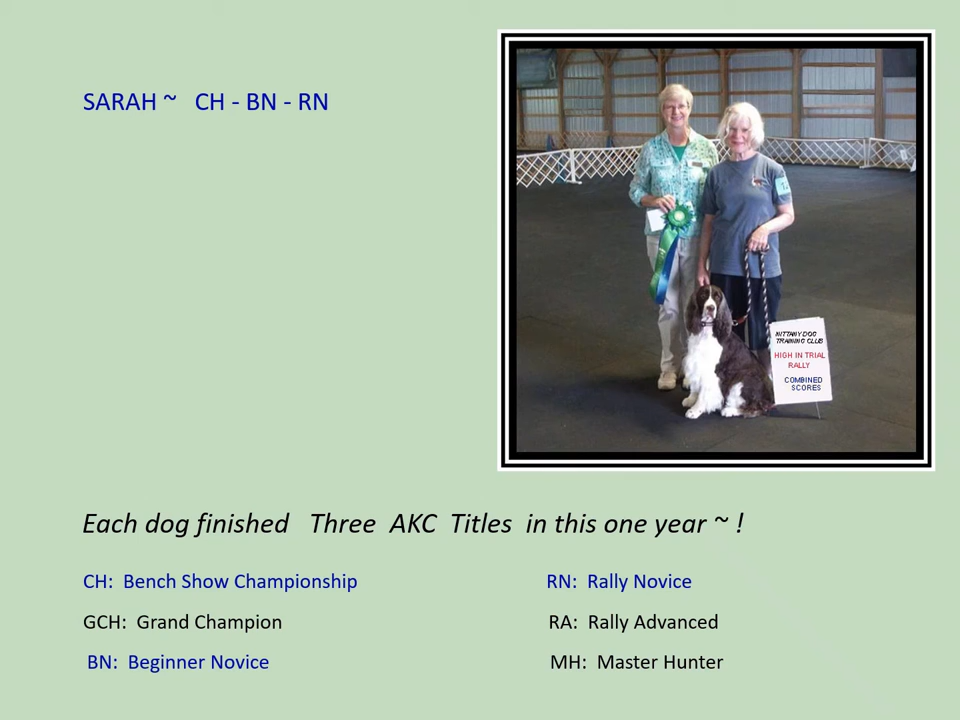 SARAH ~ CH - BN - RN
NITTANY DOG
TRAINING CLUB
HIGH IN TRIAL
RALLY
COMBINED
SCORES
Each dog finished Three AKC Titles in this one year ~ !
CH: Bench Show Championship
RN: Rally Novice
GCH: Grand Champion
RA: Rally Advanced
BN: Beginner Novice
MH: Master Hunter